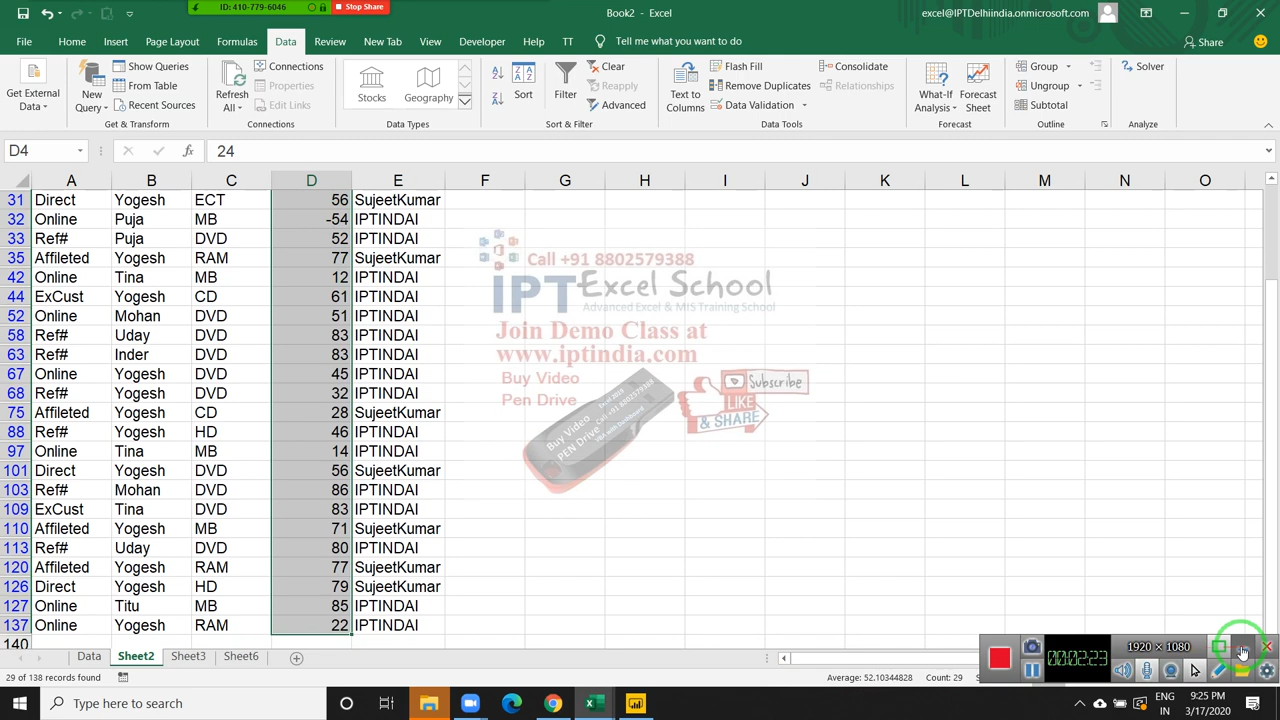 ID: 410-779-6046 Stop Share
Book2 - Excel
excel@IPTDelhiindia.onmicrosoft.com
File Home Insert Page Layout Formulas Data Review New Tab View Developer Help TT Tell me what you want to do Share
Get External Data
New Query
Show Queries
From Table
Recent Sources
Get & Transform
Refresh All
Connections
Properties
Edit Links
Connections
Stocks Geography
Data Types
Sort
Filter
Clear
Reapply
Advanced
Sort & Filter
Text to Columns
Flash Fill
Remove Duplicates
Data Validation
Consolidate
Relationships
Data Tools
What-If Analysis
Forecast Sheet
Forecast
Group
Ungroup
Subtotal
Outline
Solver
Analyze
D4 fx 24
A B C D E F G H I J K L M N O
31 Direct Yogesh ECT 56 SujeetKumar
32 Online Puja MB -54 IPTINDAI
33 Ref# Puja DVD 52 IPTINDAI
35 Affileted Yogesh RAM 77 SujeetKumar
42 Online Tina MB 12 IPTINDAI
44 ExCust Yogesh CD 61 IPTINDAI
52 Online Mohan DVD 51 IPTINDAI
58 Ref# Uday DVD 83 IPTINDAI
63 Ref# Inder DVD 83 IPTINDAI
67 Online Yogesh DVD 45 IPTINDAI
68 Ref# Yogesh DVD 32 IPTINDAI
75 Affileted Yogesh CD 28 SujeetKumar
88 Ref# Yogesh HD 46 IPTINDAI
97 Online Tina MB 14 IPTINDAI
101 Direct Yogesh DVD 56 SujeetKumar
103 Ref# Mohan DVD 86 IPTINDAI
109 ExCust Tina DVD 83 IPTINDAI
110 Affileted Yogesh MB 71 SujeetKumar
113 Ref# Uday DVD 80 IPTINDAI
120 Affileted Yogesh RAM 77 SujeetKumar
126 Direct Yogesh HD 79 SujeetKumar
127 Online Titu MB 85 IPTINDAI
137 Online Yogesh RAM 22 IPTINDAI
140
Call +91 8802579388
IPT Excel School
Advanced Excel & MIS Training School
Join Demo Class at
www.iptindia.com
Buy Video
Pen Drive
Buy Video
PEN Drive
Subscribe
LIKE
& SHARE
1920 × 1080
00:02:23
Data Sheet2 Sheet3 Sheet6
29 of 138 records found
Average: 52.10344828 Count: 29
Type here to search
ENG
IN
9:25 PM
3/17/2020